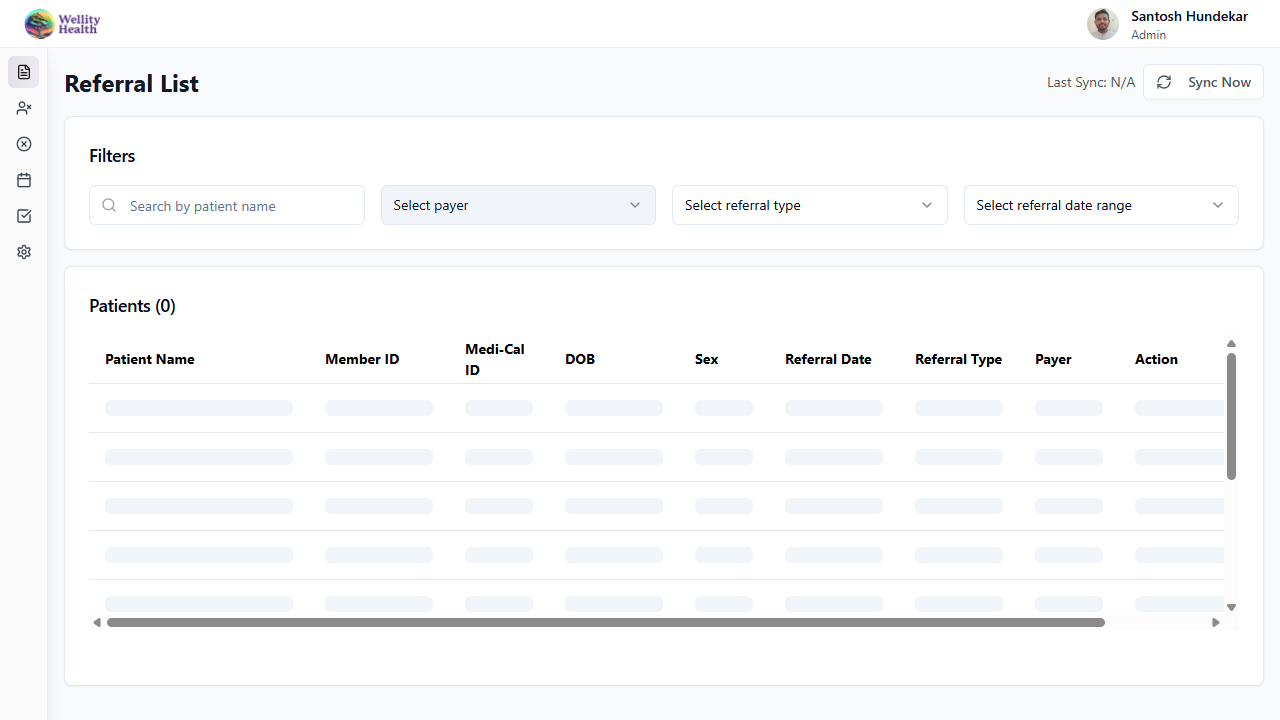 Wellity
Health
Santosh Hundekar
Admin
Referral List
Last Sync: N/A
Sync Now
Filters
Search by patient name
Select payer
Select referral type
Select referral date range
Patients (0)
Patient Name
Member ID
Medi-Cal
ID
DOB
Sex
Referral Date
Referral Type
Payer
Action